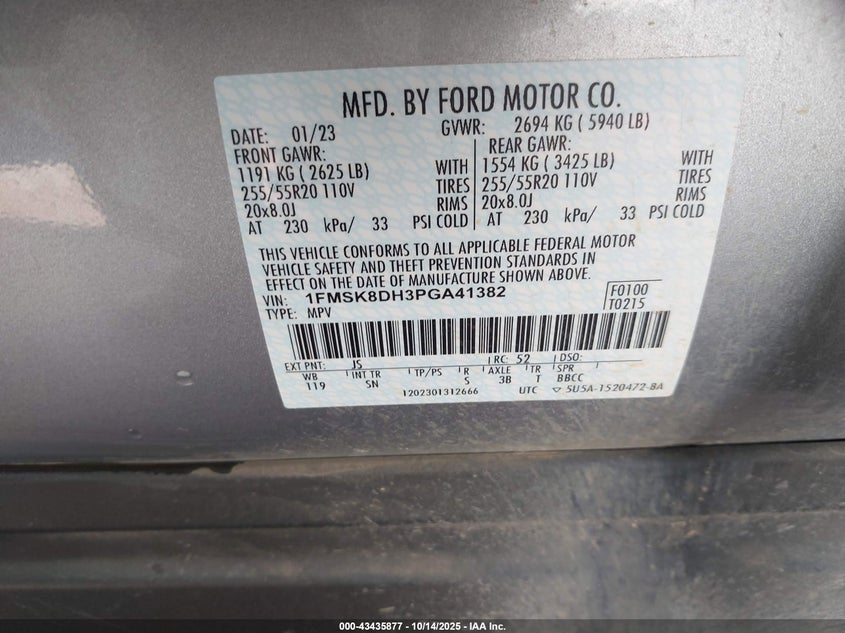 MFD. BY FORD MOTOR CO.
DATE: 01/23 GVWR: 2694 KG ( 5940 LB)
FRONT GAWR: REAR GAWR:
1191 KG ( 2625 LB) WITH 1554 KG ( 3425 LB) WITH
255/55R20 110V TIRES 255/55R20 110V TIRES
20x8.0J RIMS 20x8.0J RIMS
AT 230 kPa/ 33 PSI COLD AT 230 kPa/ 33 PSI COLD
THIS VEHICLE CONFORMS TO ALL APPLICABLE FEDERAL MOTOR
VEHICLE SAFETY AND THEFT PREVENTION STANDARDS IN
EFFECT ON THE DATE OF MANUFACTURE SHOWN ABOVE.
VIN: 1FMSK8DH3PGA41382 F0100
TYPE: MPV T0215
EXT PNT: JS RC: 52 DSO:
WB INT TR TP/PS R AXLE TR SPR
119 SN S 3B T BBCC
1202301312666 UTC ▽ 5U5A-1520472-BA
000-43435877 - 10/14/2025 - IAA Inc.